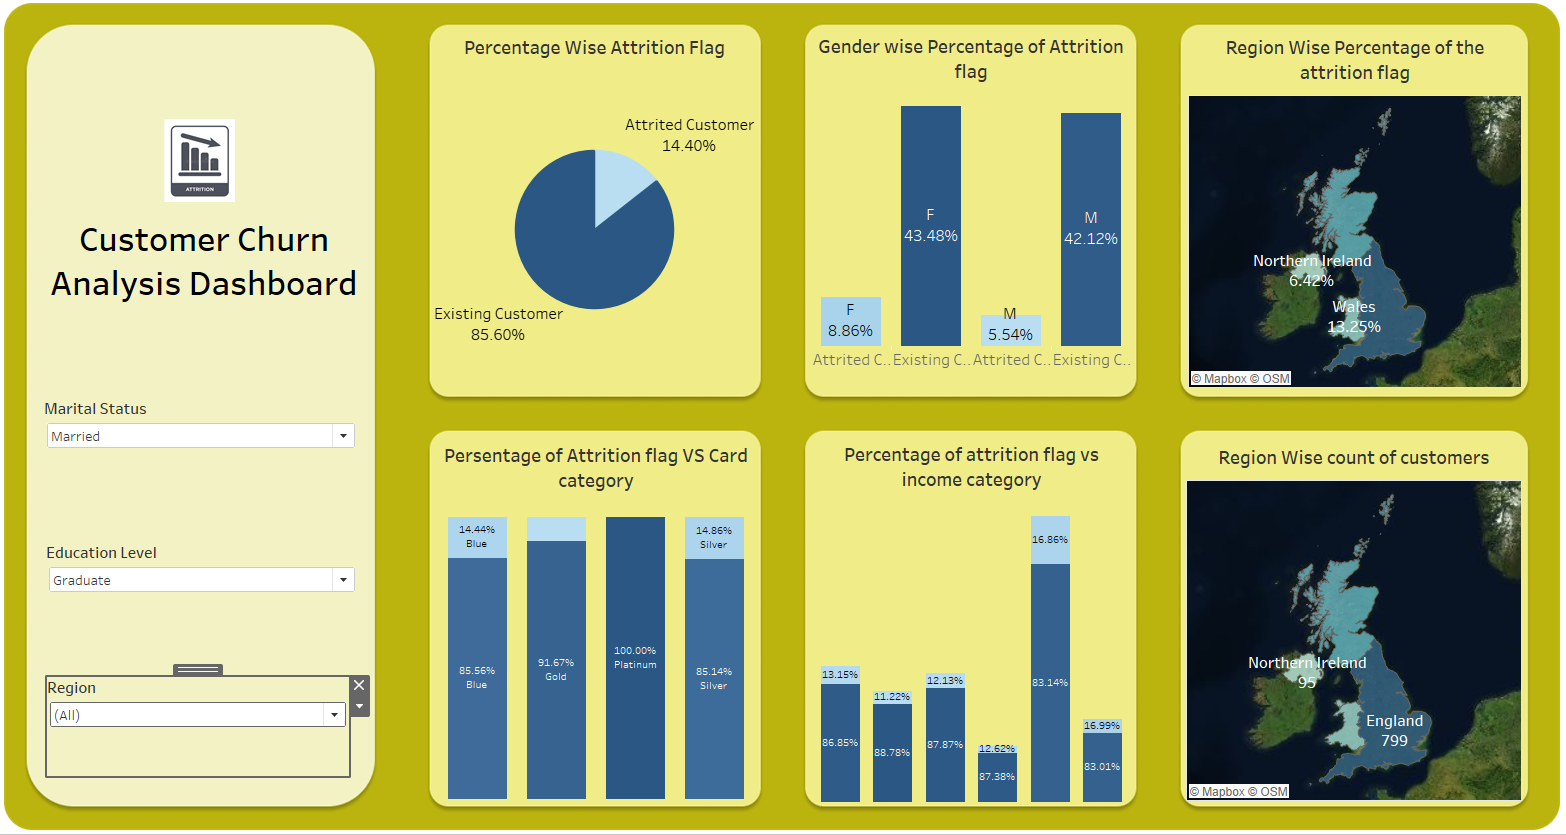 ATTRITION
Customer Churn
Analysis Dashboard
Marital Status
Married
Education Level
Graduate
Region
(All)
Percentage Wise Attrition Flag
Attrited Customer
14.40%
Existing Customer
85.60%
Gender wise Percentage of Attrition
flag
F
8.86%
F
43.48%
M
5.54%
M
42.12%
Attrited C.. Existing C.. Attrited C.. Existing C..
Region Wise Percentage of the
attrition flag
Northern Ireland
6.42%
Wales
13.25%
© Mapbox © OSM
Persentage of Attrition flag VS Card
category
14.44%
Blue
85.56%
Blue
91.67%
Gold
100.00%
Platinum
14.86%
Silver
85.14%
Silver
Percentage of attrition flag vs
income category
13.15%
86.85%
11.22%
88.78%
12.13%
87.87%
12.62%
87.38%
16.86%
83.14%
16.99%
83.01%
Region Wise count of customers
Northern Ireland
95
England
799
© Mapbox © OSM